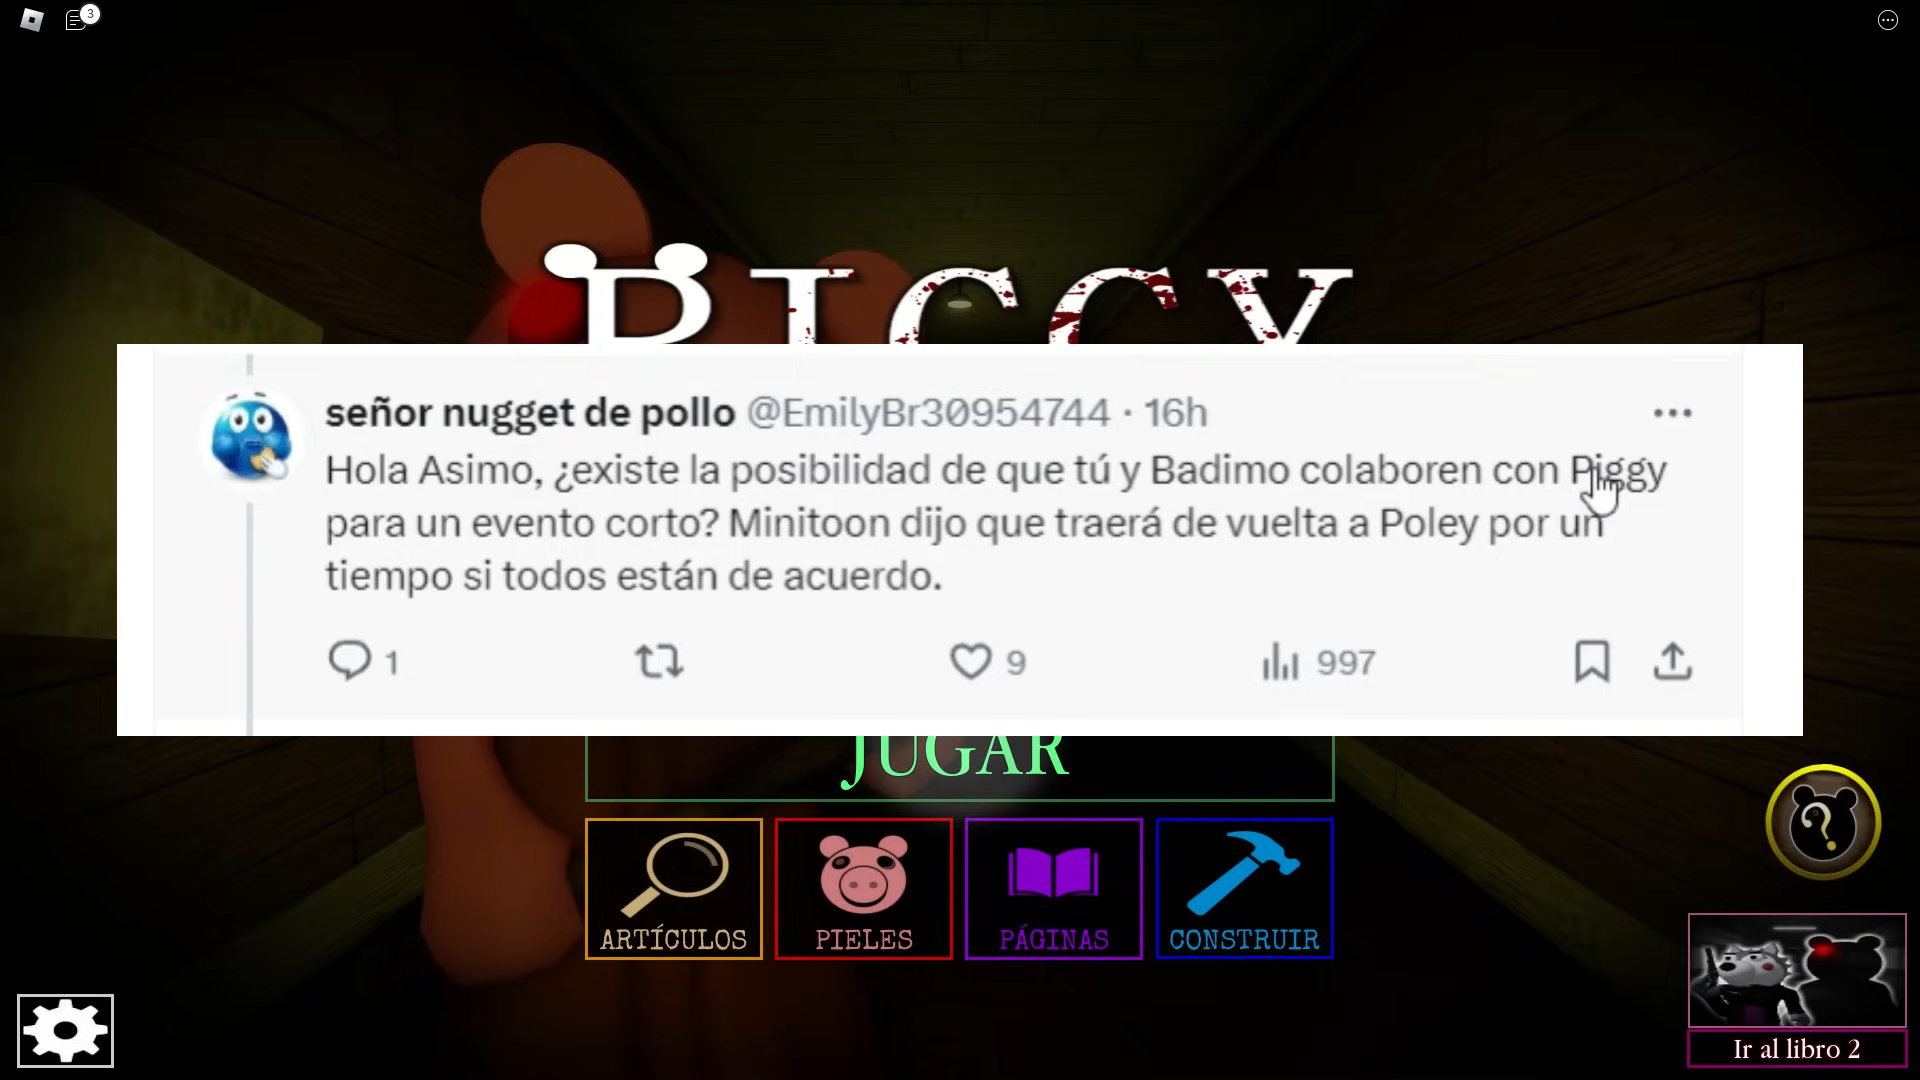 3
PIGGY
señor nugget de pollo @EmilyBr30954744 · 16h
Hola Asimo, ¿existe la posibilidad de que tú y Badimo colaboren con Piggy
para un evento corto? Minitoon dijo que traerá de vuelta a Poley por un
tiempo si todos están de acuerdo.
1 9 997
JUGAR
ARTÍCULOS PIELES PÁGINAS CONSTRUIR
?
Ir al libro 2